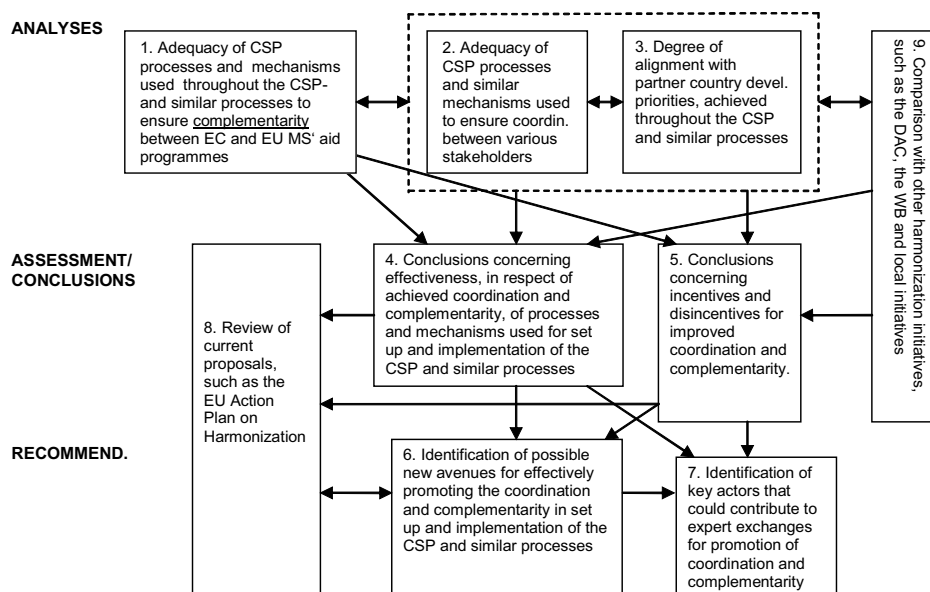 ANALYSES
1. Adequacy of CSP
processes and mechanisms
used throughout the CSP-
and similar processes to
ensure complementarity
between EC and EU MS' aid
programmes
2. Adequacy of
CSP processes
and similar
mechanisms used
to ensure coordin.
between various
stakeholders
3. Degree of
alignment with
partner country devel.
priorities, achieved
throughout the CSP
and similar processes
9. Comparison with other harmonization initiatives,
such as the DAC, the WB and local initiatives
ASSESSMENT/
CONCLUSIONS
4. Conclusions concerning
effectiveness, in respect of
achieved coordination and
complementarity, of processes
and mechanisms used for set
up and implementation of the
CSP and similar processes
5. Conclusions
concerning
incentives and
disincentives for
improved
coordination and
complementarity.
8. Review of
current
proposals,
such as the
EU Action
Plan on
Harmonization
RECOMMEND.
6. Identification of possible
new avenues for effectively
promoting the coordination
and complementarity in set
up and implementation of the
CSP and similar processes
7. Identification of
key actors that
could contribute to
expert exchanges
for promotion of
coordination and
complementarity